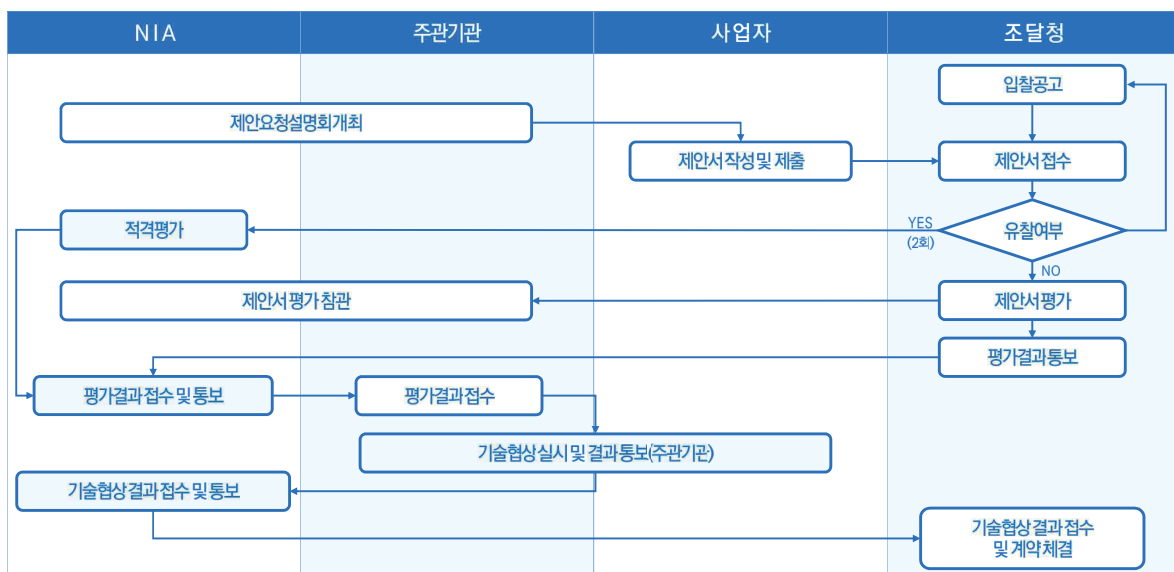 NIA
주관기관
사업자
조달청
입찰공고
제안요청설명회 개최
제안서 작성 및 제출
제안서 접수
적격평가
YES
(2회)
유찰여부
NO
제안서 평가 참관
제안서 평가
평가결과 통보
평가결과 접수 및 통보
평가결과 접수
기술협상 실시 및 결과 통보(주관기관)
기술협상 결과 접수 및 통보
기술협상 결과 접수
및 계약 체결